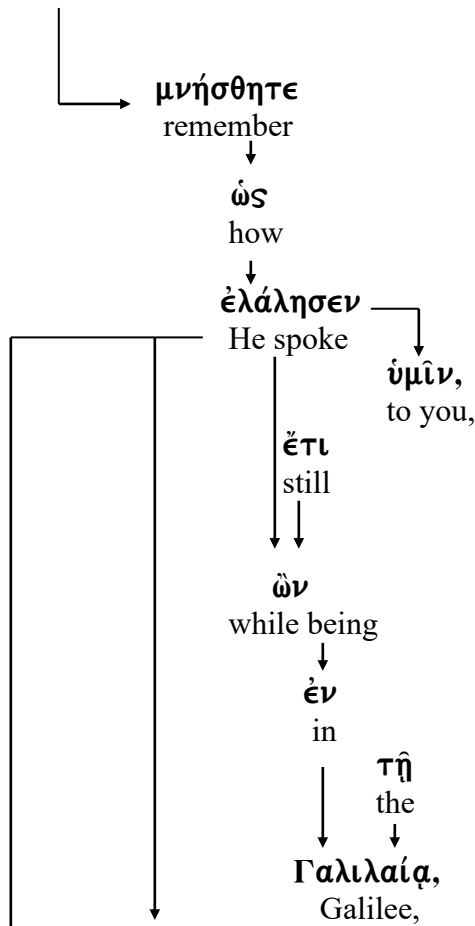 μνήσθητε
remember
ὡς
how
ἐλάλησεν
He spoke
ὑμῖν,
to you,
ἔτι
still
ὢν
while being
ἐν
in
τῇ
the
Γαλιλαίᾳ,
Galilee,